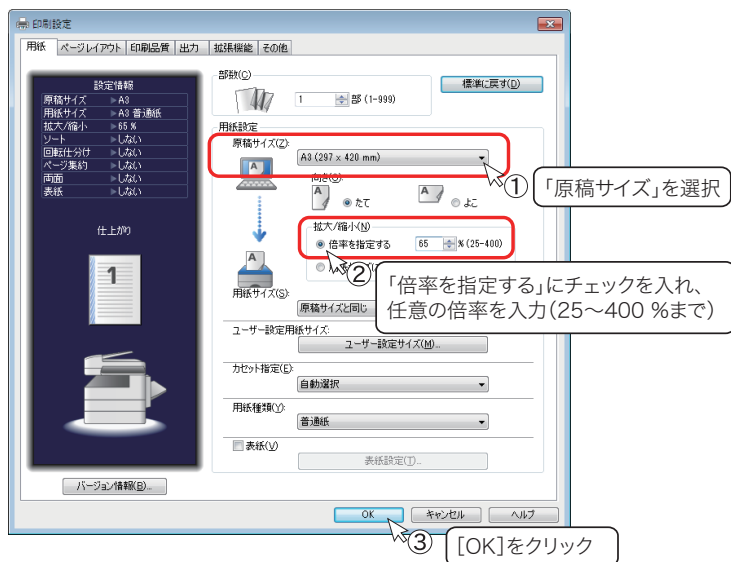 印刷設定
用紙 ページレイアウト 印刷品質 出力 拡張機能 その他
設定情報
原稿サイズ ▶A3
用紙サイズ ▶A3 普通紙
拡大/縮小 ▶65 %
ソート ▶しない
回転仕分け ▶しない
ページ集約 ▶しない
両面 ▶しない
表紙 ▶しない
仕上がり
1
バージョン情報(B)...
部数(C)
1 部 (1-999)
標準に戻す(D)
用紙設定
原稿サイズ(Z):
A3 (297 x 420 mm)
①「原稿サイズ」を選択
向き(O):
A たて A よこ
A
拡大/縮小(N)
倍率を指定する 65 % (25-400)
②「倍率を指定する」にチェックを入れ、
任意の倍率を入力(25～400 %まで)
A
用紙サイズ(S):
原稿サイズと同じ
ユーザー設定用紙サイズ:
ユーザー設定サイズ(M)...
カセット指定(E):
自動選択
用紙種類(Y):
普通紙
表紙(V)
表紙設定(T)...
OK キャンセル ヘルプ
③ [OK]をクリック